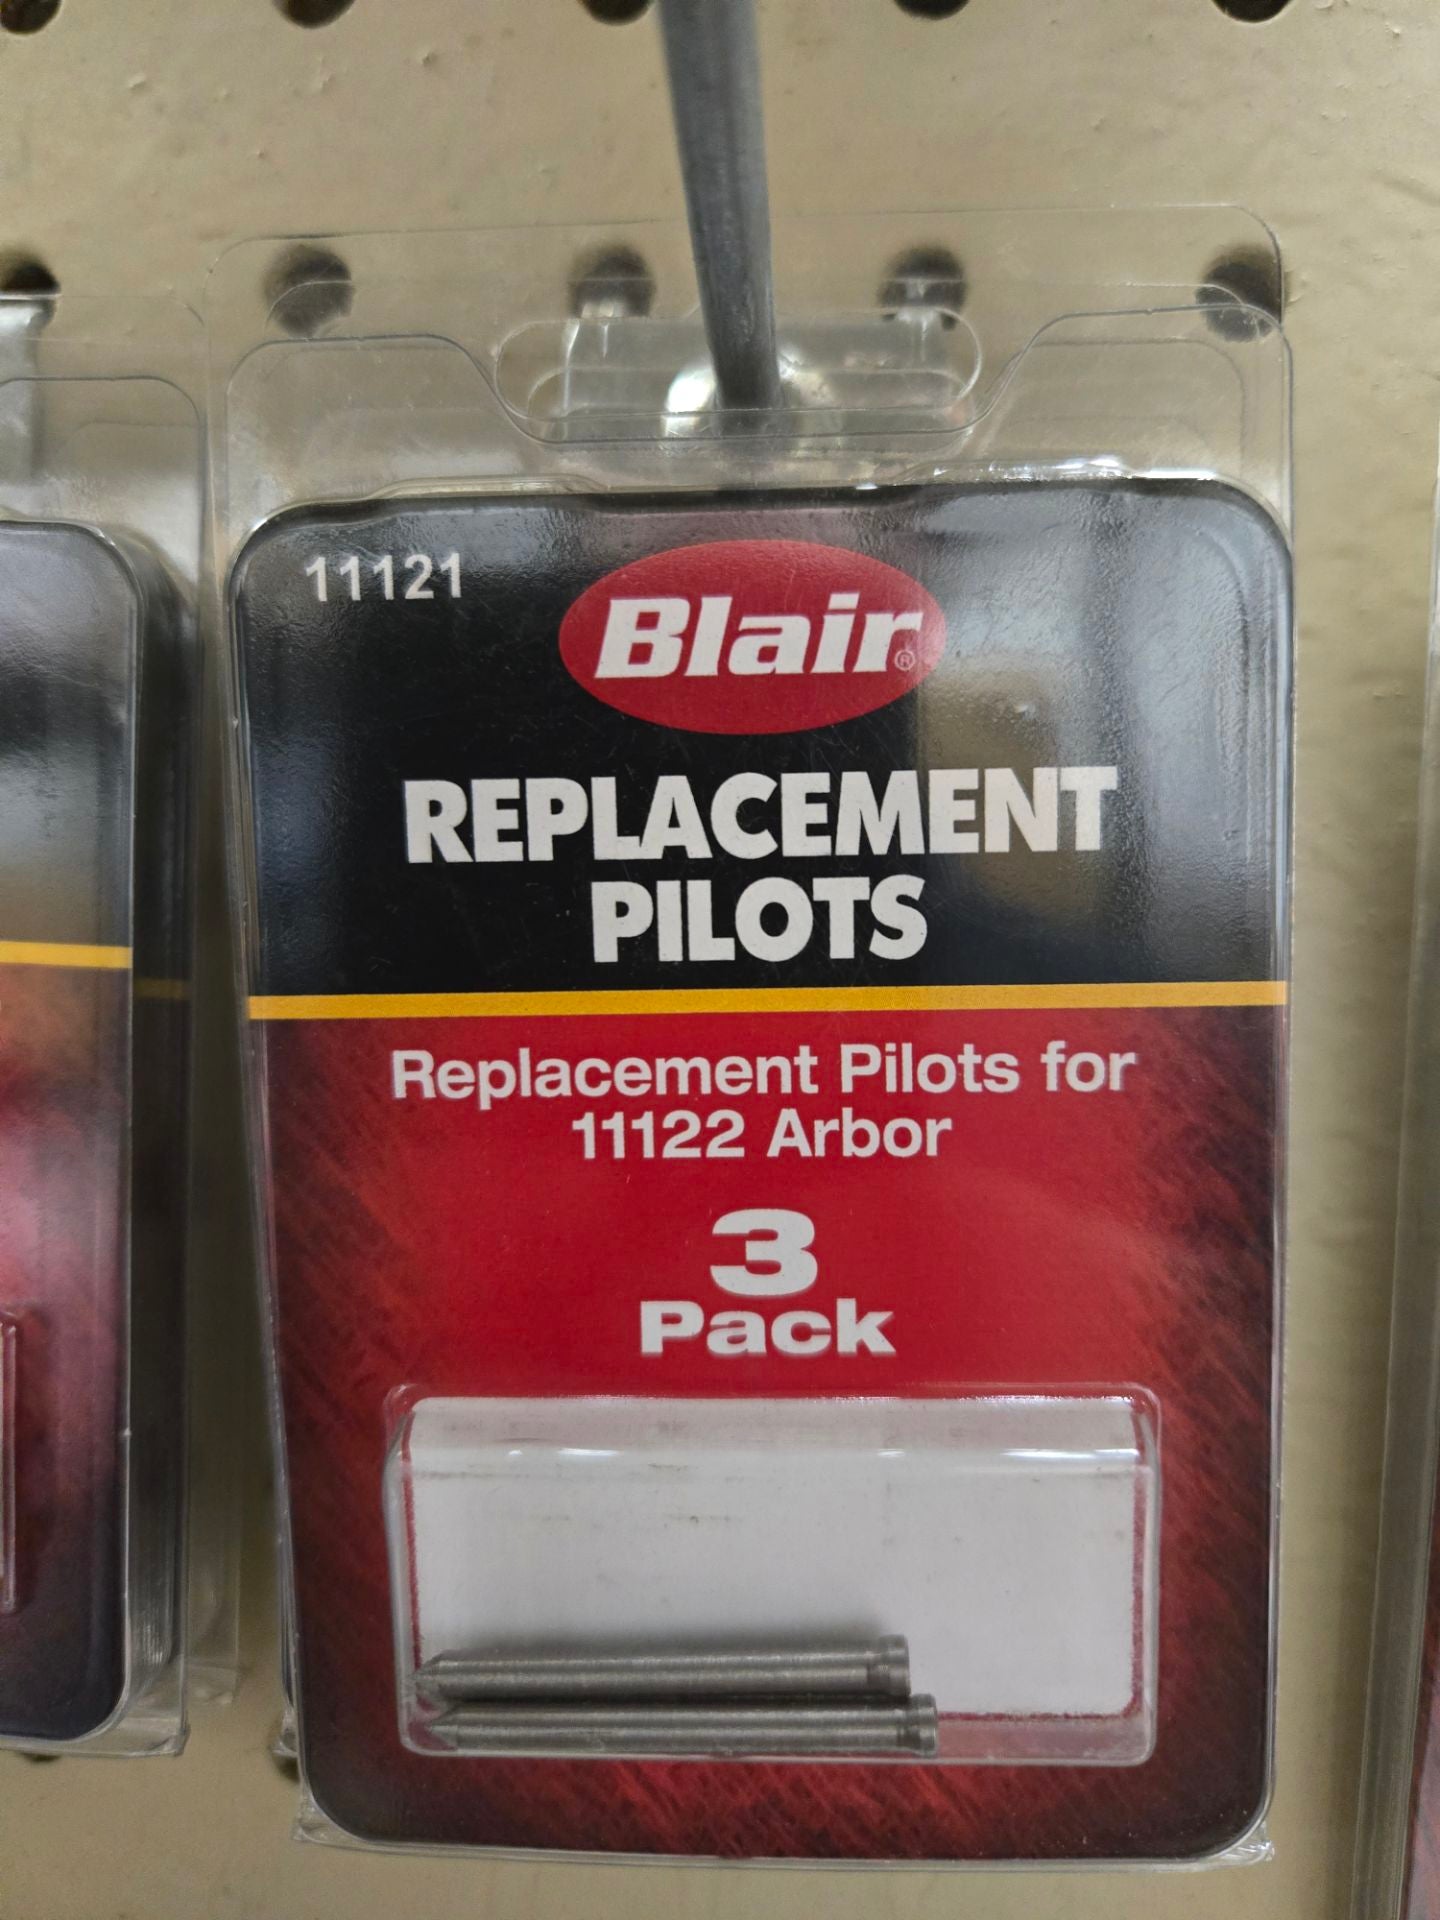 11121
Blair®
REPLACEMENT
PILOTS
Replacement Pilots for
11122 Arbor
3
Pack